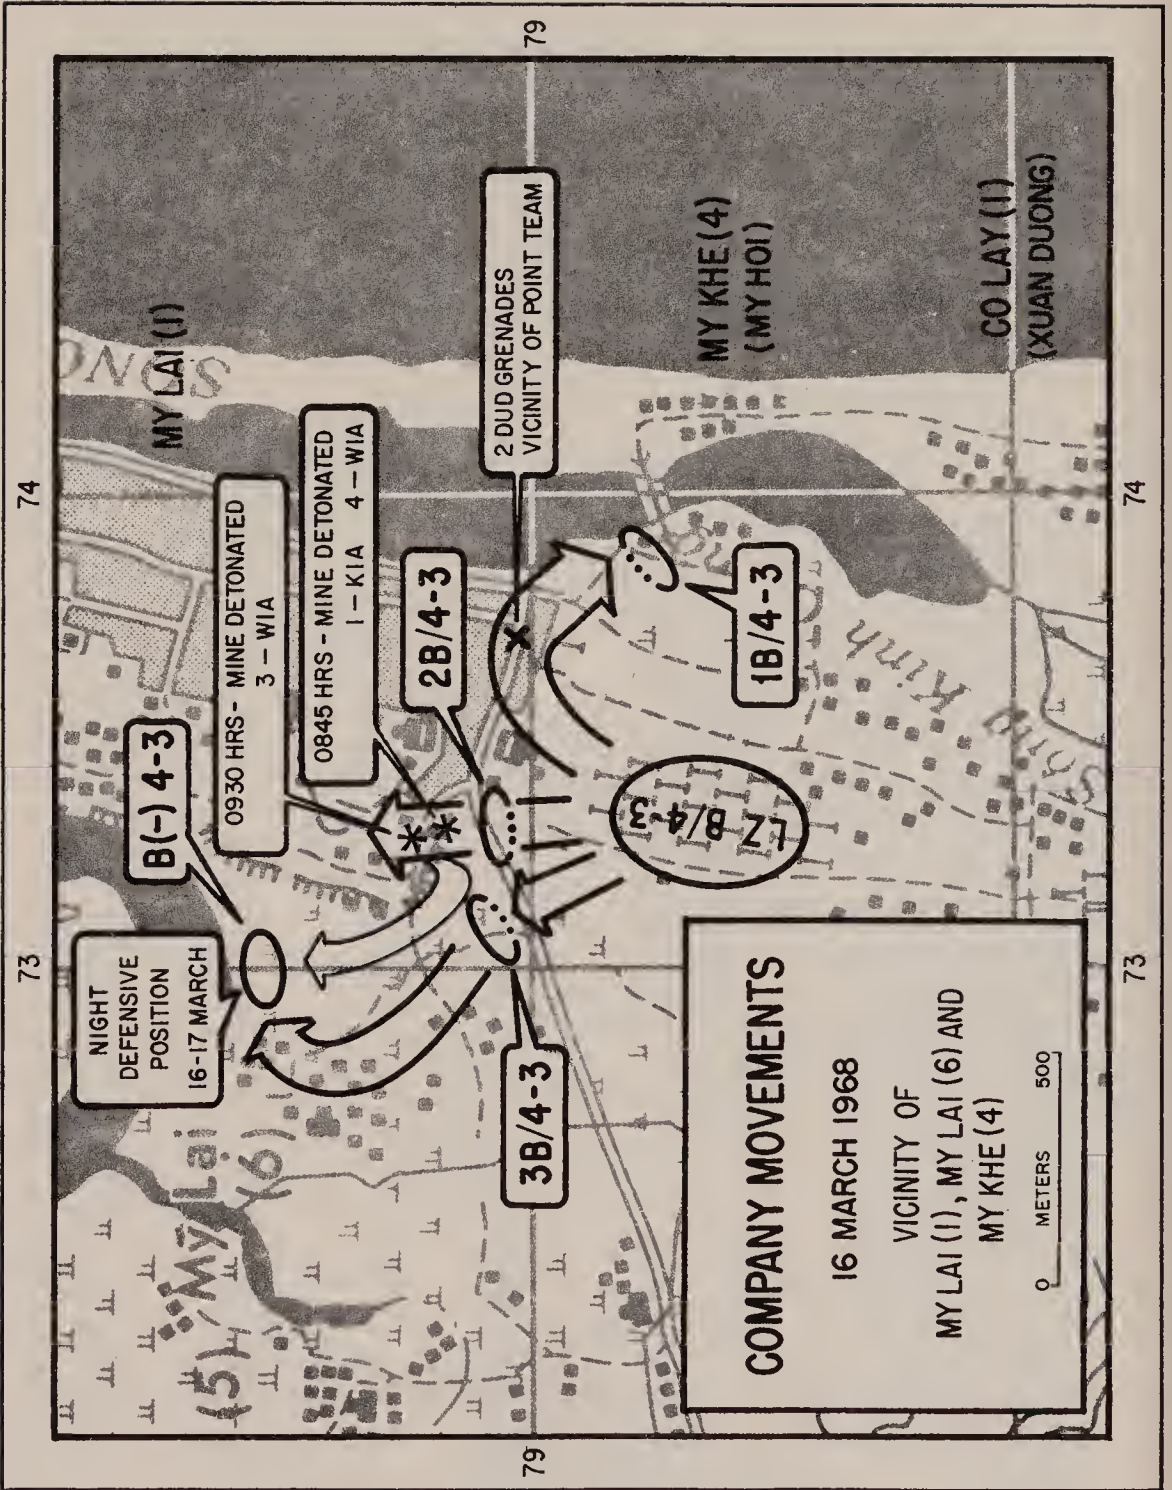 73
74
79
79
MY LAI (1)
SONG
NIGHT
DEFENSIVE
POSITION
16-17 MARCH
B(-) 4-3
0930 HRS - MINE DETONATED
3 - WIA
0845 HRS - MINE DETONATED
1 - KIA 4 - WIA
Mỹ Lại
(5)
(6)
2B/4-3
2 DUD GRENADES
VICINITY OF POINT TEAM
3B/4-3
1B/4-3
LZ B/4-3
MY KHE (4)
(MY HOI)
Kinh
CO LAY (1)
(XUAN DUONG)
COMPANY MOVEMENTS
16 MARCH 1968
VICINITY OF
MY LAI (1), MY LAI (6) AND
MY KHE (4)
0 METERS 500
73
74